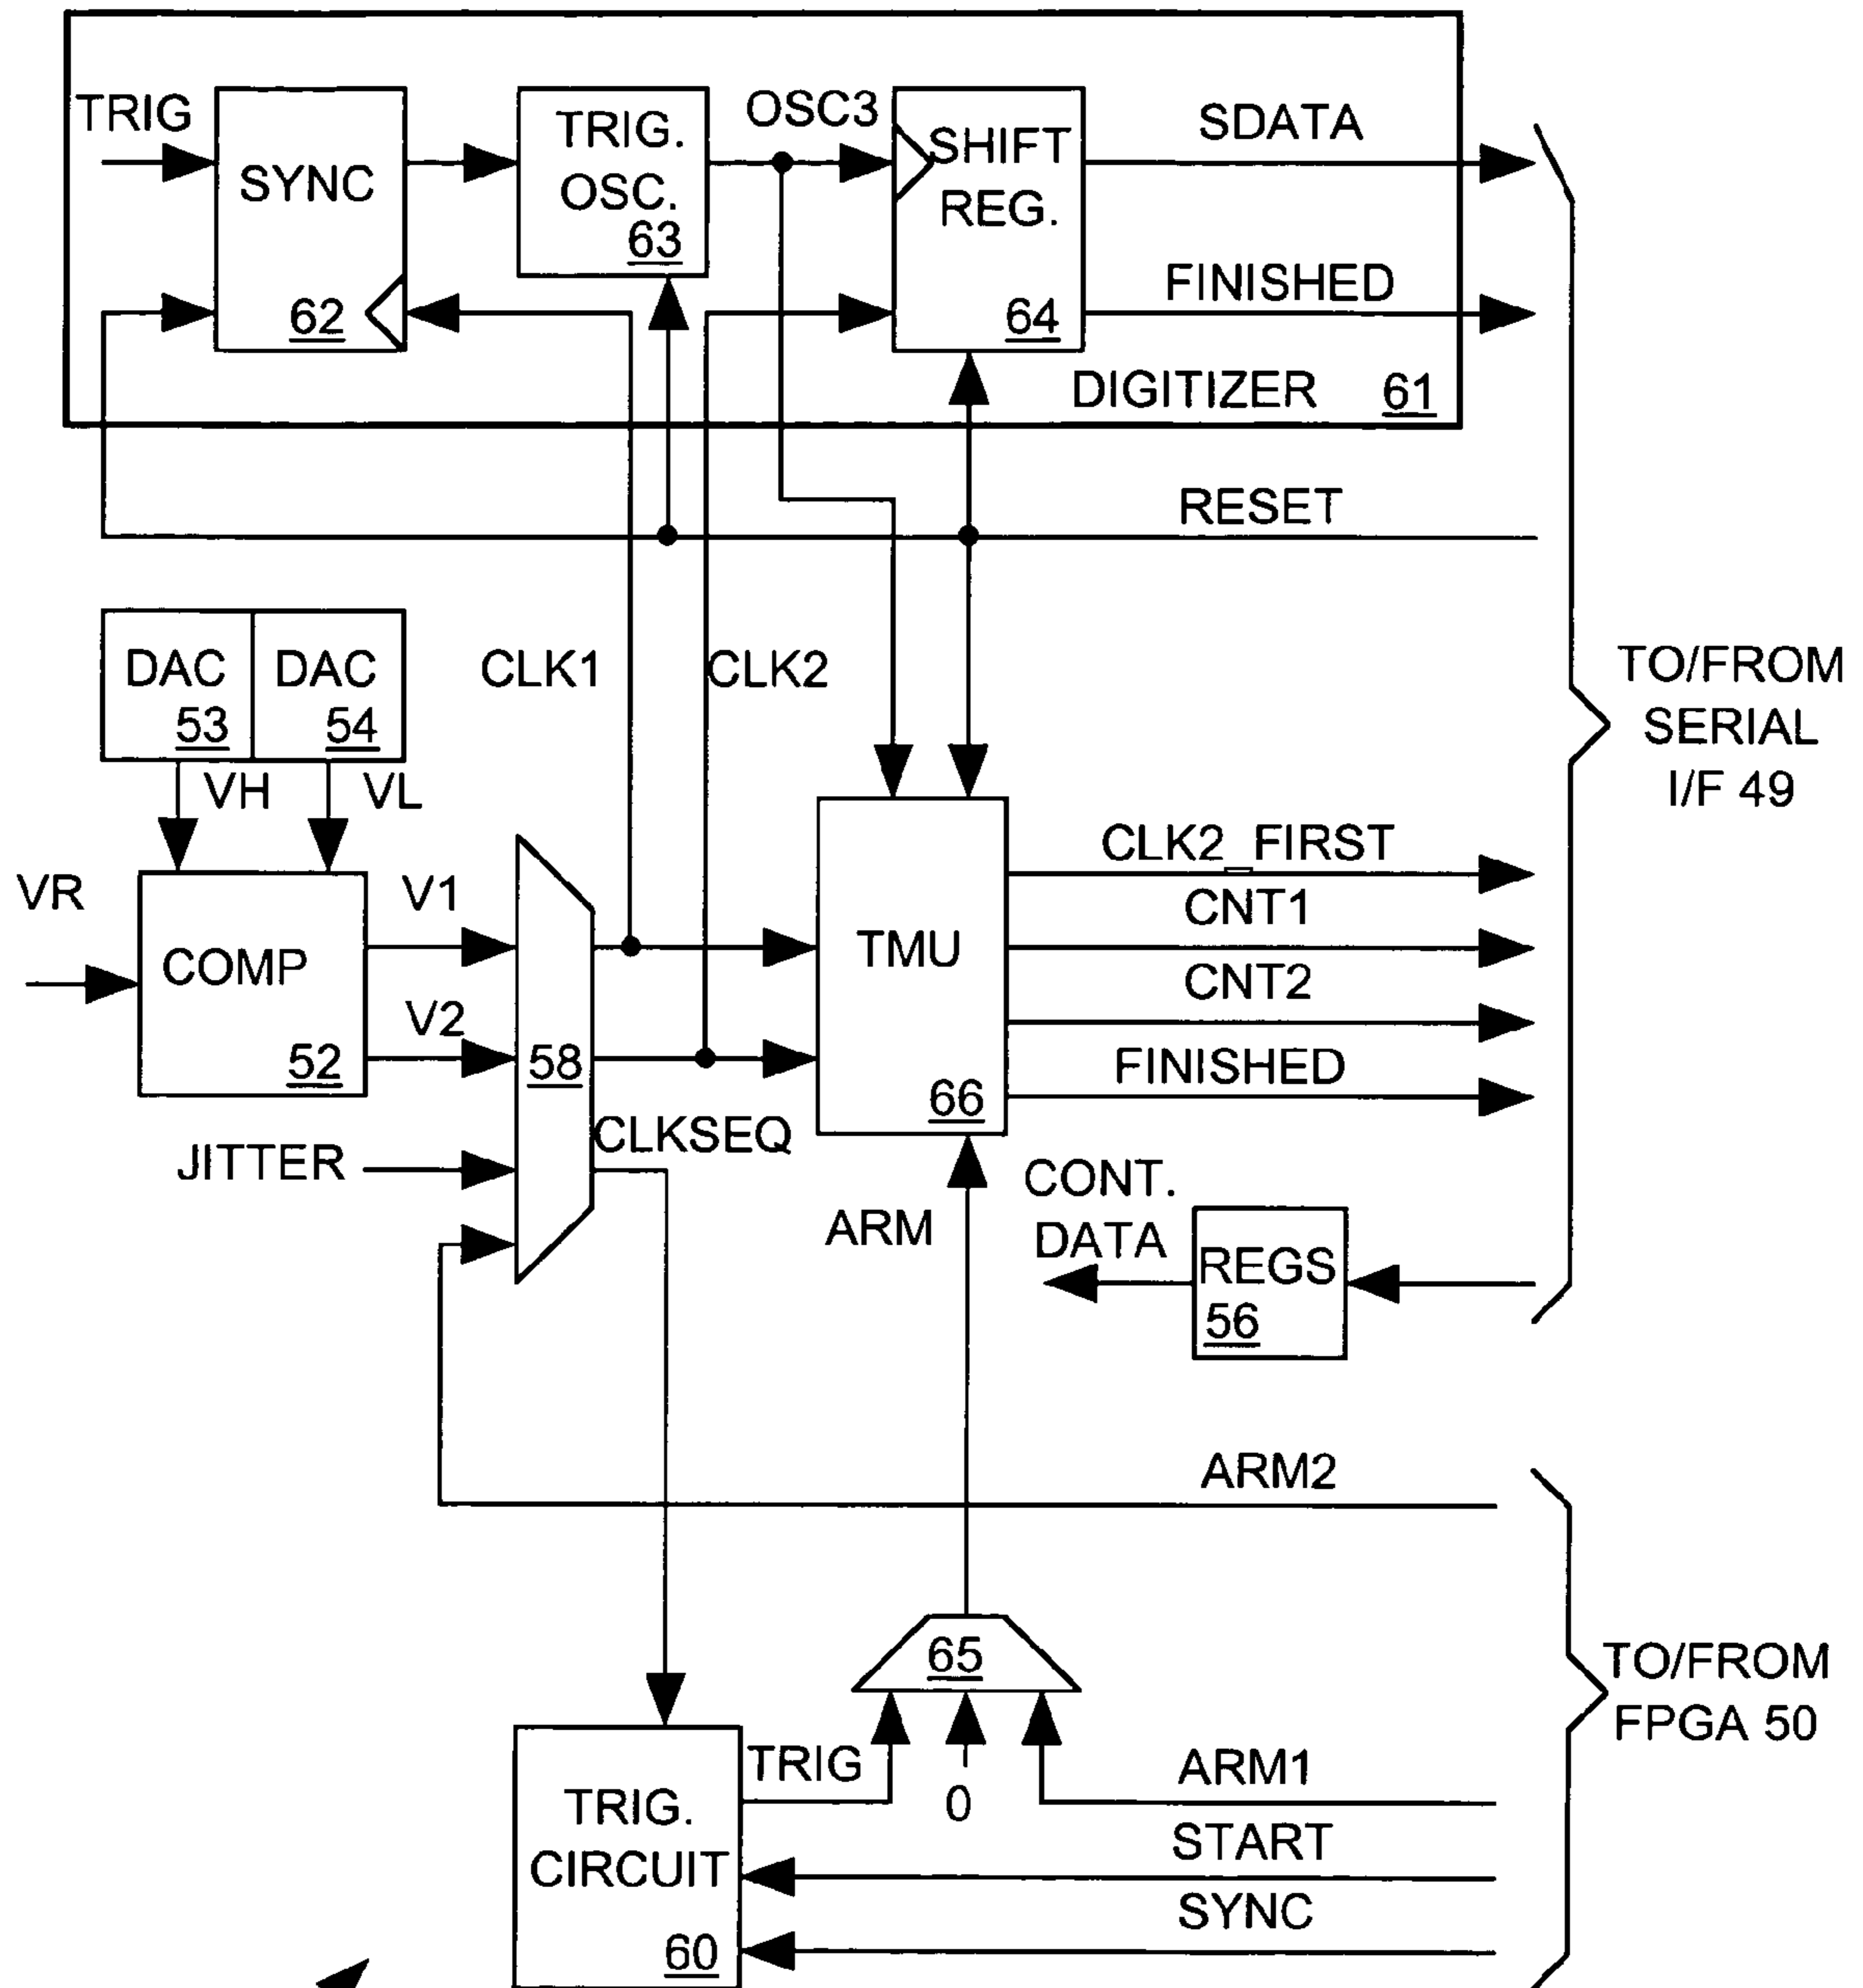 TRIG
SYNC
62
TRIG.
OSC.
63
OSC3
SHIFT
REG.
64
SDATA
FINISHED
DIGITIZER 61
RESET
DAC
53
DAC
54
VH
VL
CLK1
CLK2
TO/FROM
SERIAL
I/F 49
VR
COMP
52
V1
V2
58
JITTER
CLKSEQ
TMU
66
CLK2_FIRST
CNT1
CNT2
FINISHED
ARM
CONT.
DATA
REGS
56
ARM2
65
TO/FROM
FPGA 50
TRIG.
CIRCUIT
60
TRIG
0
ARM1
START
SYNC